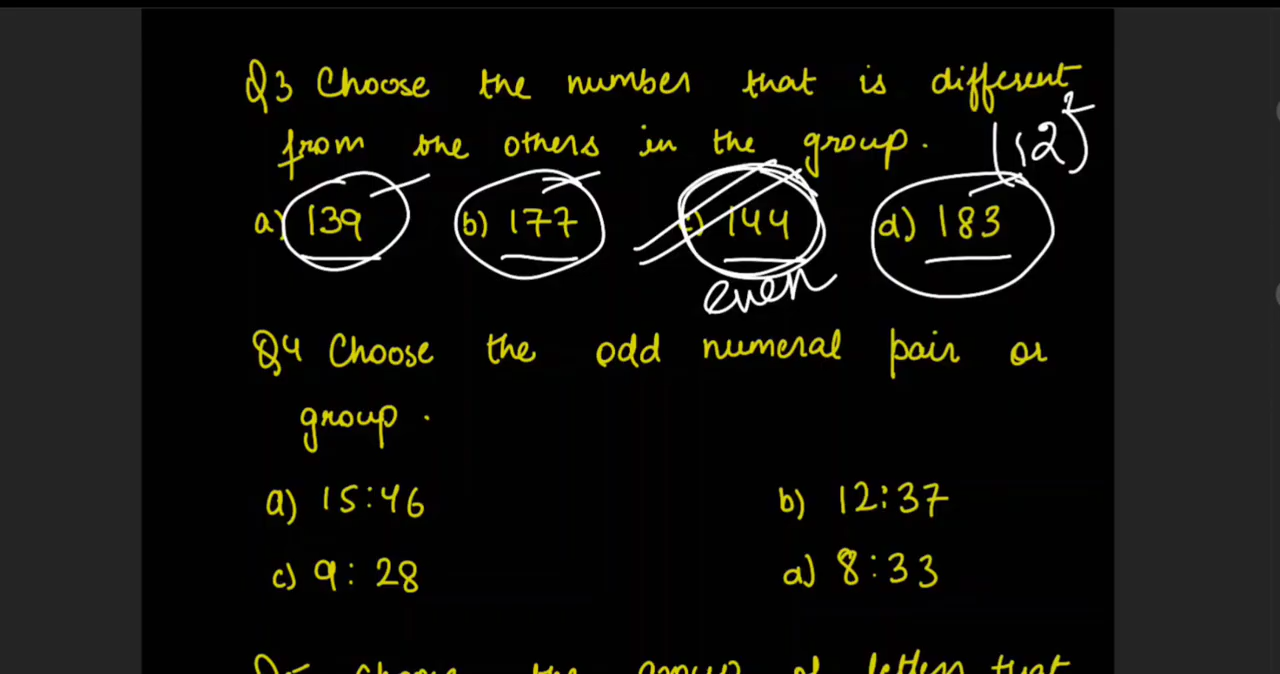 Q3 Choose the number that is different
from the others in the group.
(12)²
a) 139 b) 177 c) 144 d) 183
even
Q4 Choose the odd numeral pair or
group.
a) 15:46 b) 12:37
c) 9: 28 a) 8:33